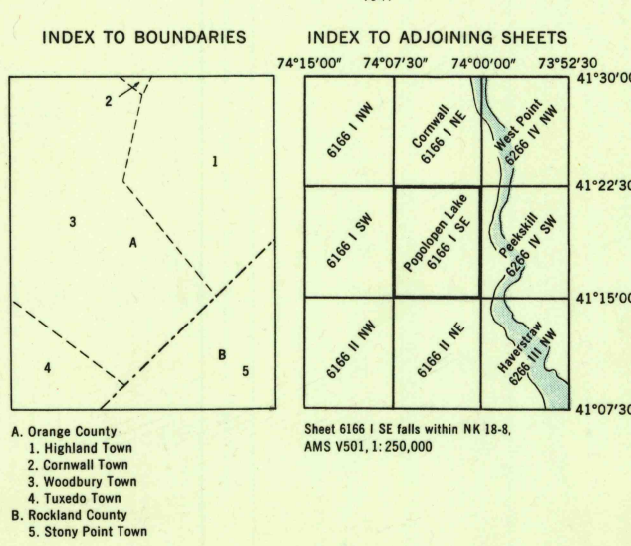 INDEX TO BOUNDARIES
2
1
3
A
B
4
5
A. Orange County
1. Highland Town
2. Cornwall Town
3. Woodbury Town
4. Tuxedo Town
B. Rockland County
5. Stony Point Town
INDEX TO ADJOINING SHEETS
74°15'00" 74°07'30" 74°00'00" 73°52'30
41°30'00
6166 I NW
Cornwall
6166 I NE
West Point
6266 IV NW
41°22'30
6166 I SW
Popolopen Lake
6166 I SE
Peekskill
6266 IV SW
41°15'00
6166 II NW
6166 II NE
Haverstraw
6266 III NW
41°07'30
Sheet 6166 I SE falls within NK 18-8,
AMS V501, 1:250,000